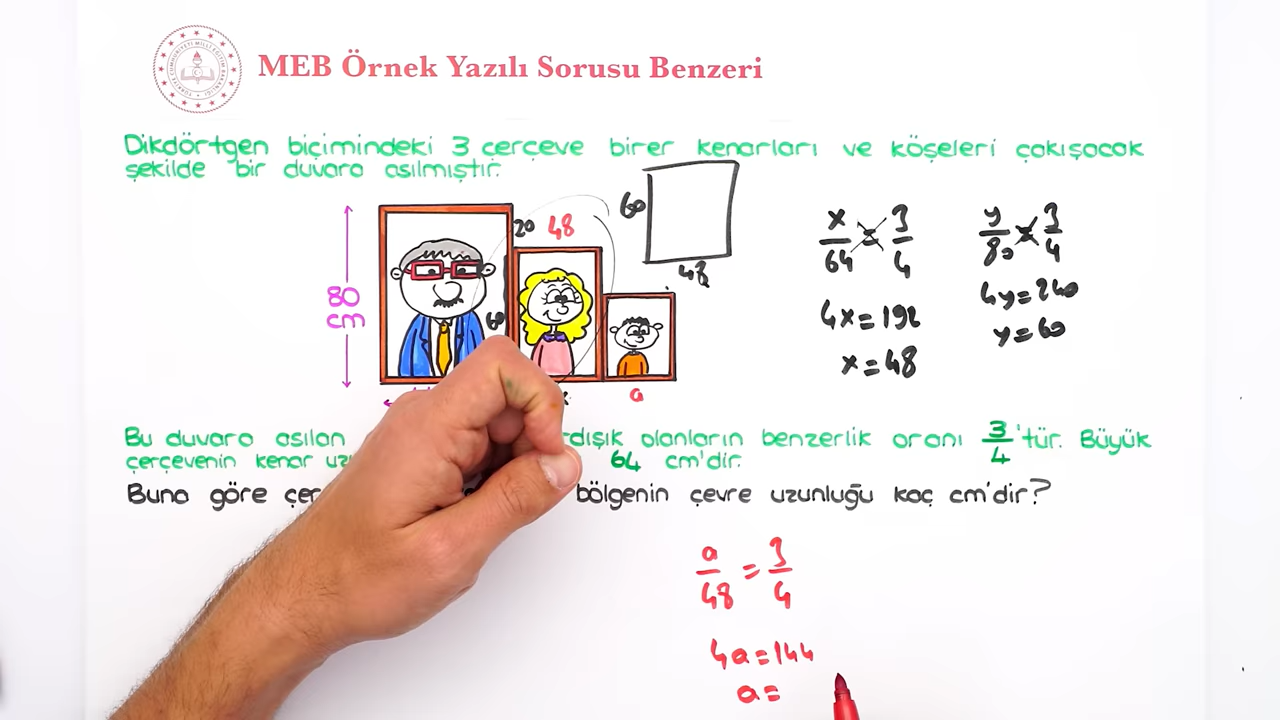 MEB Örnek Yazılı Sorusu Benzeri
Dikdörtgen biçimindeki 3 çerçeve birer kenarları ve köşeleri çakışacak
şekilde bir duvara asılmıştır.
80
cm
20
48
60
60
48
a
x/64 = 3/4
4x=192
x=48
y/80 = 3/4
4y=240
y=60
Bu duvara asılan olanların benzerlik oranı 3/4'tür. Büyük
çerçevenin kenar 64 cm'dir.
Buna göre bölgenin çevre uzunluğu kaç cm'dir?
a/48 = 3/4
4a=144
a=